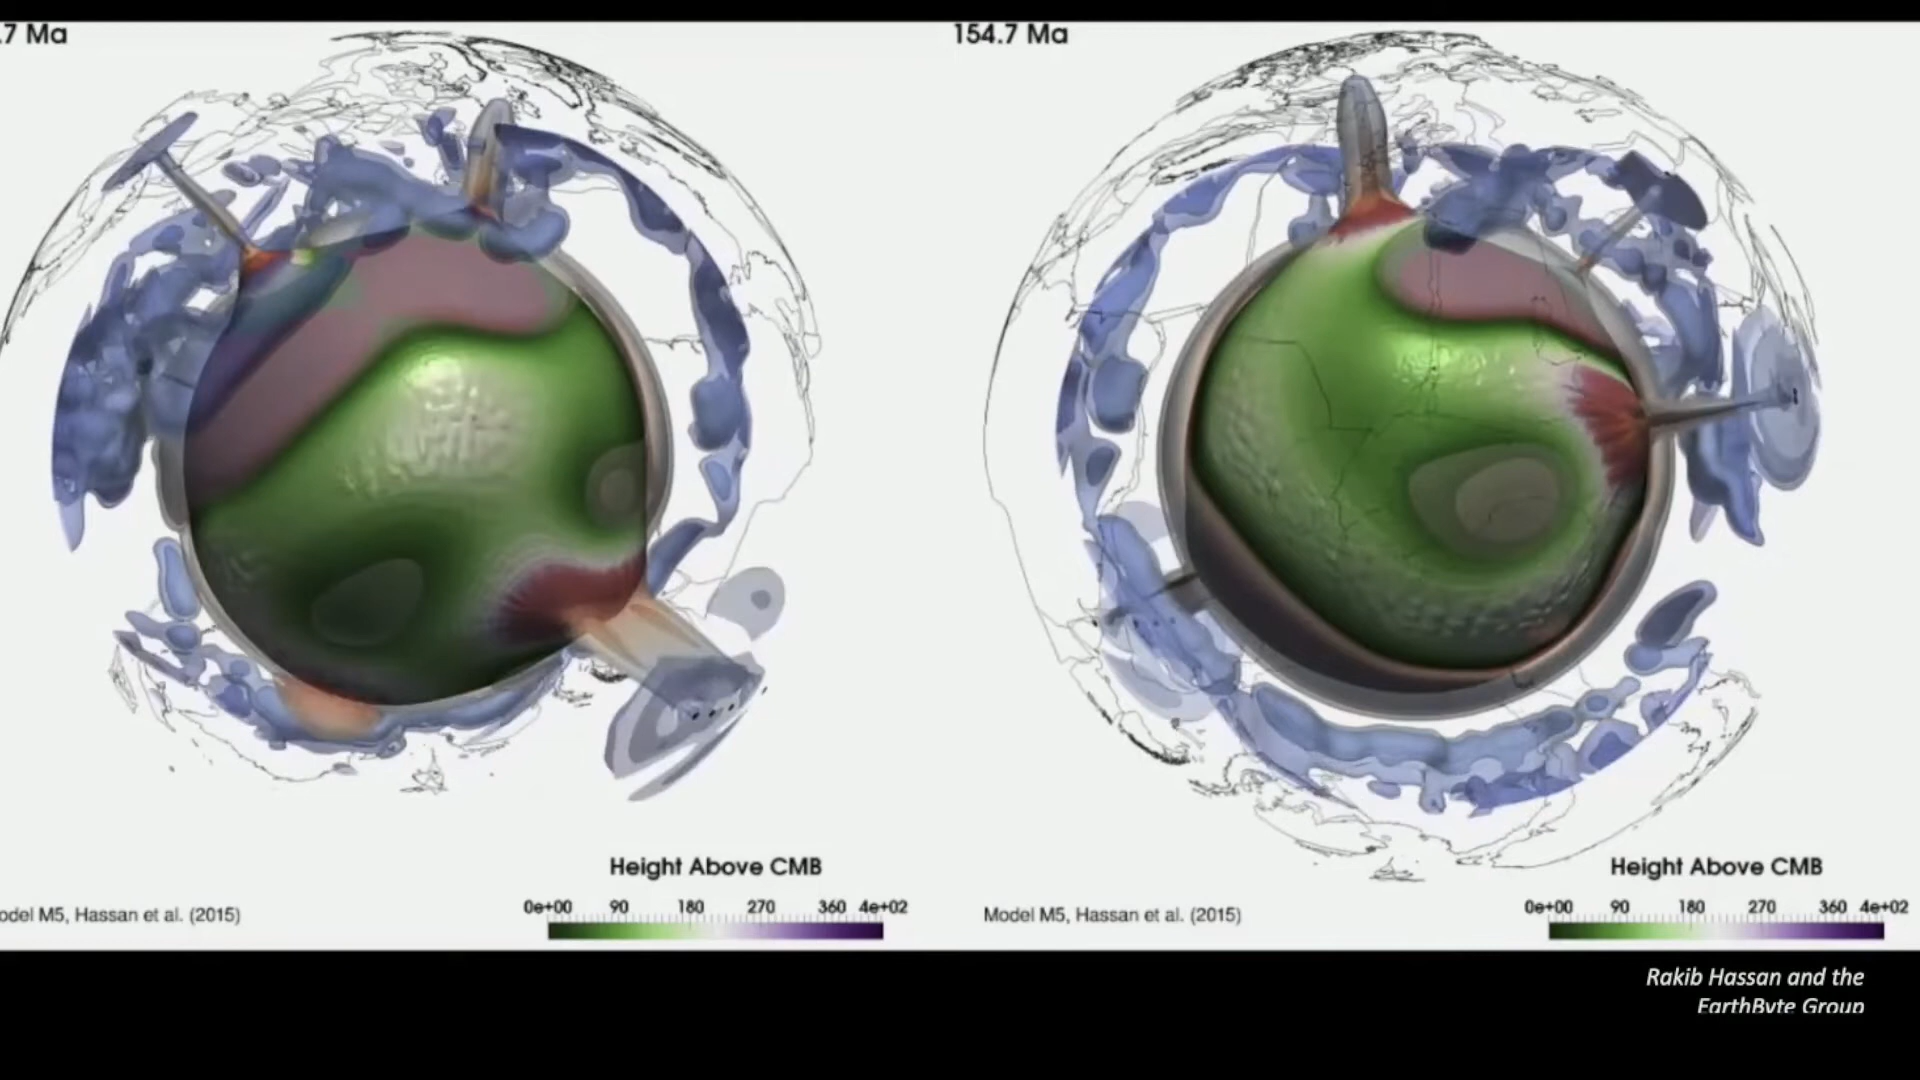 .7 Ma
154.7 Ma
Height Above CMB
0e+00 90 180 270 360 4e+02
odel M5, Hassan et al. (2015)
Height Above CMB
0e+00 90 180 270 360 4e+02
Model M5, Hassan et al. (2015)
Rakib Hassan and the
EarthByte Group